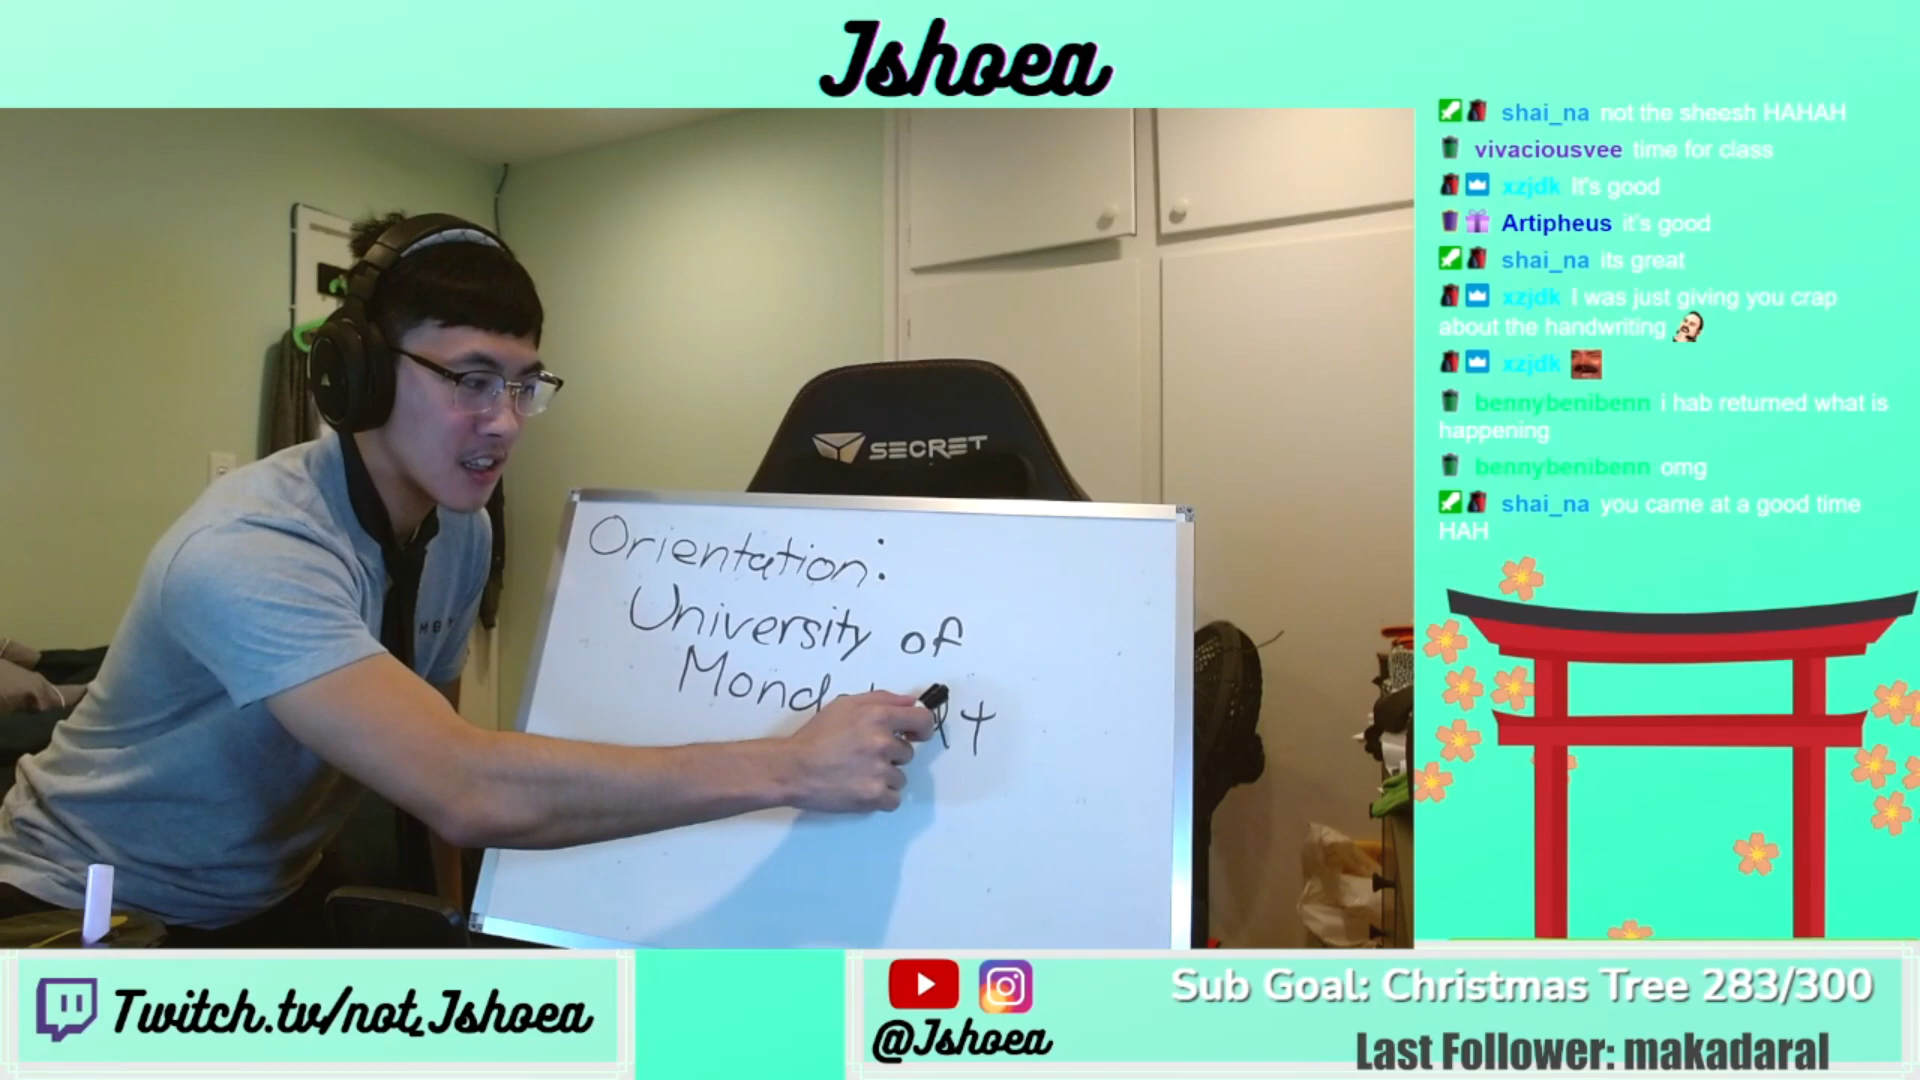 Jshoea
shai_na not the sheesh HAHAH
vivaciousvee time for class
xzjdk It's good
Artipheus it's good
shai_na its great
xzjdk I was just giving you crap
about the handwriting
xzjdk
bennybenibenn i hab returned what is
happening
bennybenibenn omg
shai_na you came at a good time
HAH
SECRET
Orientation:
University of
Twitch.tv/not_Jshoea
@Jshoea
Sub Goal: Christmas Tree 283/300
Last Follower: makadaral